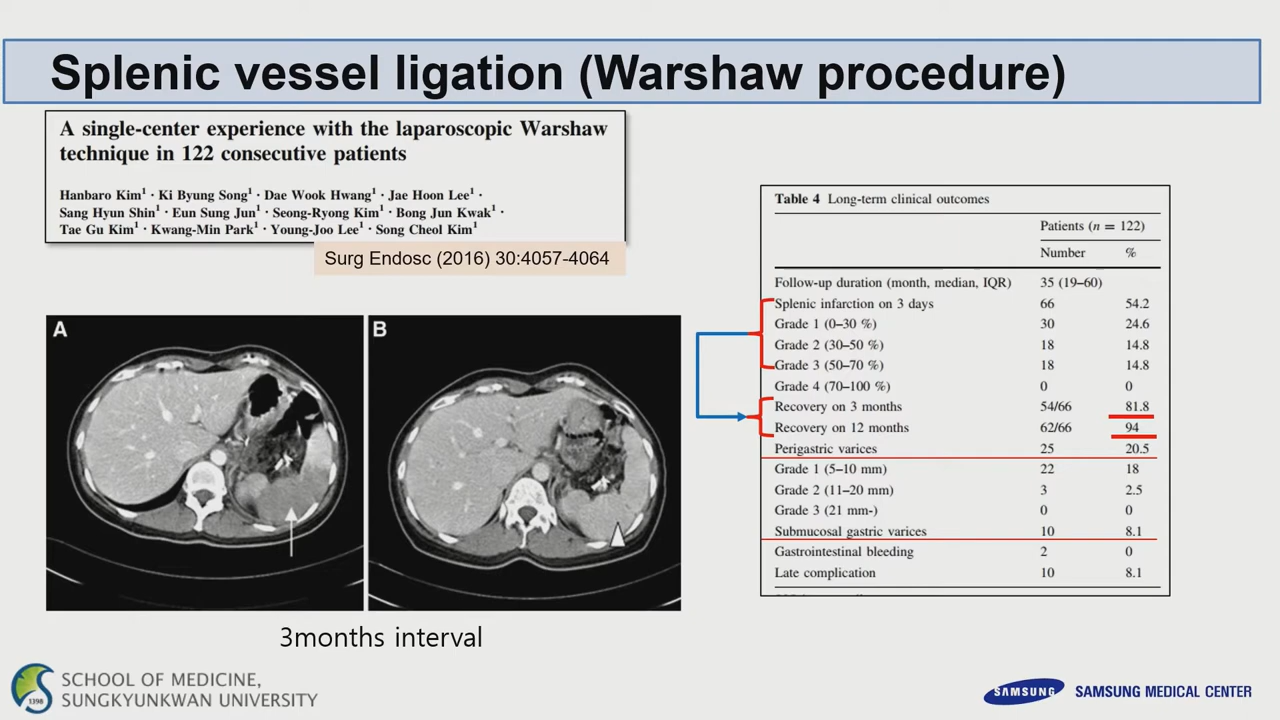 Splenic vessel ligation (Warshaw procedure)
A single-center experience with the laparoscopic Warshaw
technique in 122 consecutive patients
Hanbaro Kim¹ · Ki Byung Song¹ · Dae Wook Hwang¹ · Jae Hoon Lee¹ ·
Sang Hyun Shin¹ · Eun Sung Jun¹ · Seong-Ryong Kim¹ · Bong Jun Kwak¹ ·
Tae Gu Kim¹ · Kwang-Min Park¹ · Young-Joo Lee¹ · Song Cheol Kim¹
Surg Endosc (2016) 30:4057-4064
A
B
3months interval
Table 4 Long-term clinical outcomes
Patients (n = 122)
Number %
Follow-up duration (month, median, IQR) 35 (19–60)
Splenic infarction on 3 days 66 54.2
Grade 1 (0–30 %) 30 24.6
Grade 2 (30–50 %) 18 14.8
Grade 3 (50–70 %) 18 14.8
Grade 4 (70–100 %) 0 0
Recovery on 3 months 54/66 81.8
Recovery on 12 months 62/66 94
Perigastric varices 25 20.5
Grade 1 (5–10 mm) 22 18
Grade 2 (11–20 mm) 3 2.5
Grade 3 (21 mm-) 0 0
Submucosal gastric varices 10 8.1
Gastrointestinal bleeding 2 0
Late complication 10 8.1
1398
SCHOOL OF MEDICINE,
SUNGKYUNKWAN UNIVERSITY
SAMSUNG
SAMSUNG MEDICAL CENTER